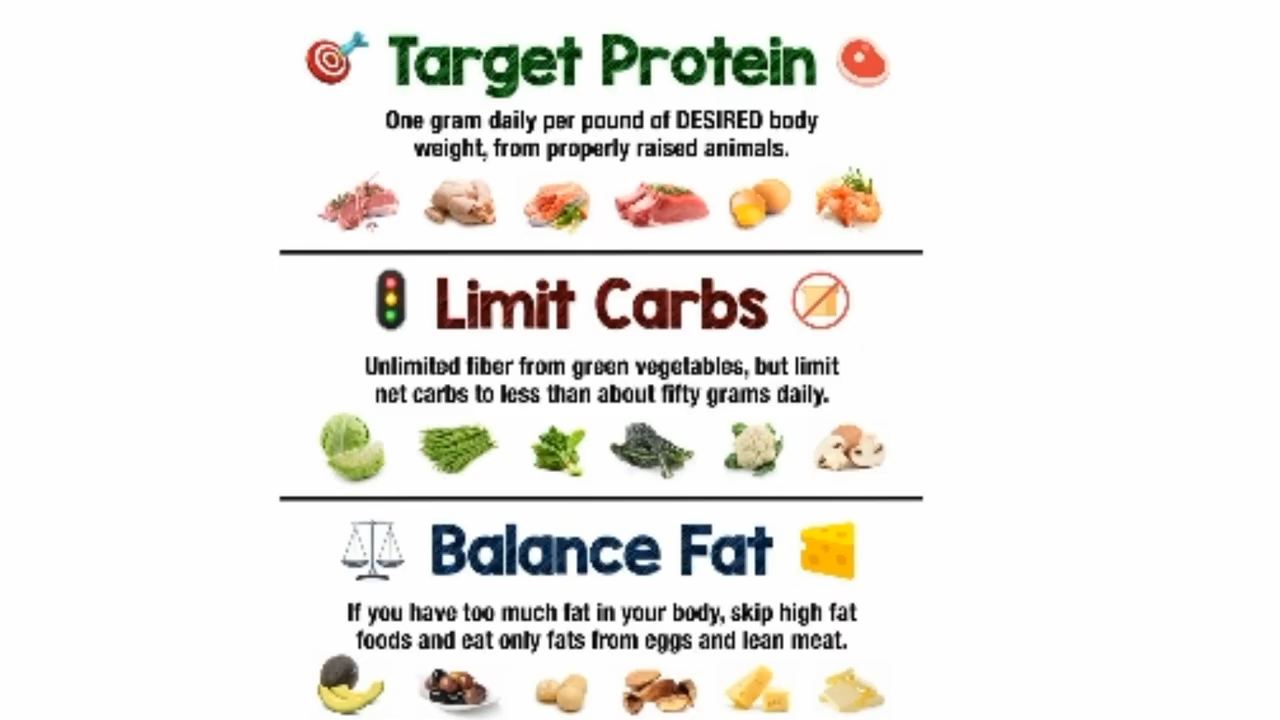 Target Protein
One gram daily per pound of DESIRED body
weight, from properly raised animals.
Limit Carbs
Unlimited fiber from green vegetables, but limit
net carbs to less than about fifty grams daily.
Balance Fat
If you have too much fat in your body, skip high fat
foods and eat only fats from eggs and lean meat.